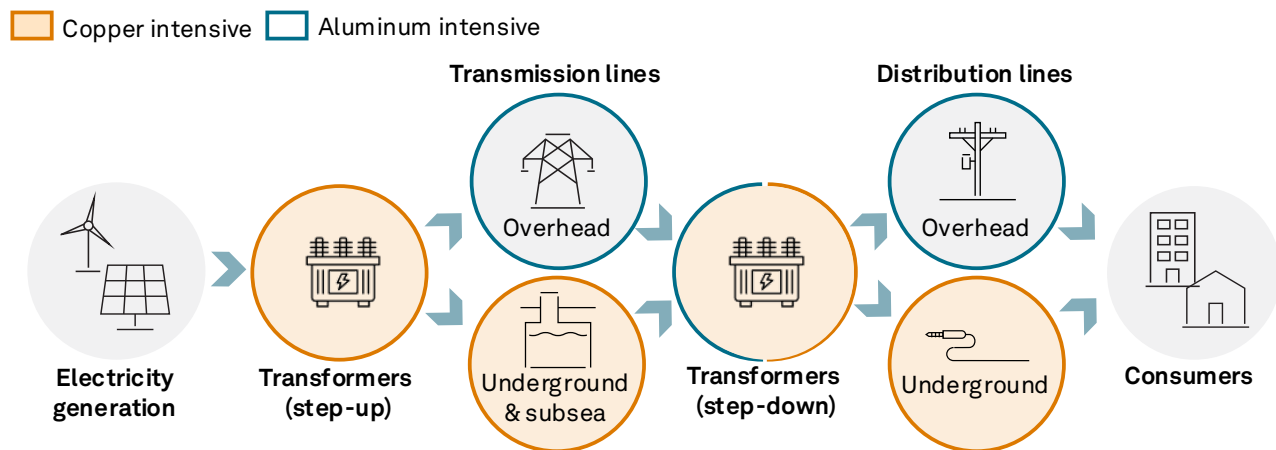 Copper intensive
Aluminum intensive
Transmission lines
Distribution lines
Overhead
Overhead
Electricity
generation
Transformers
(step-up)
Underground
& subsea
Transformers
(step-down)
Underground
Consumers